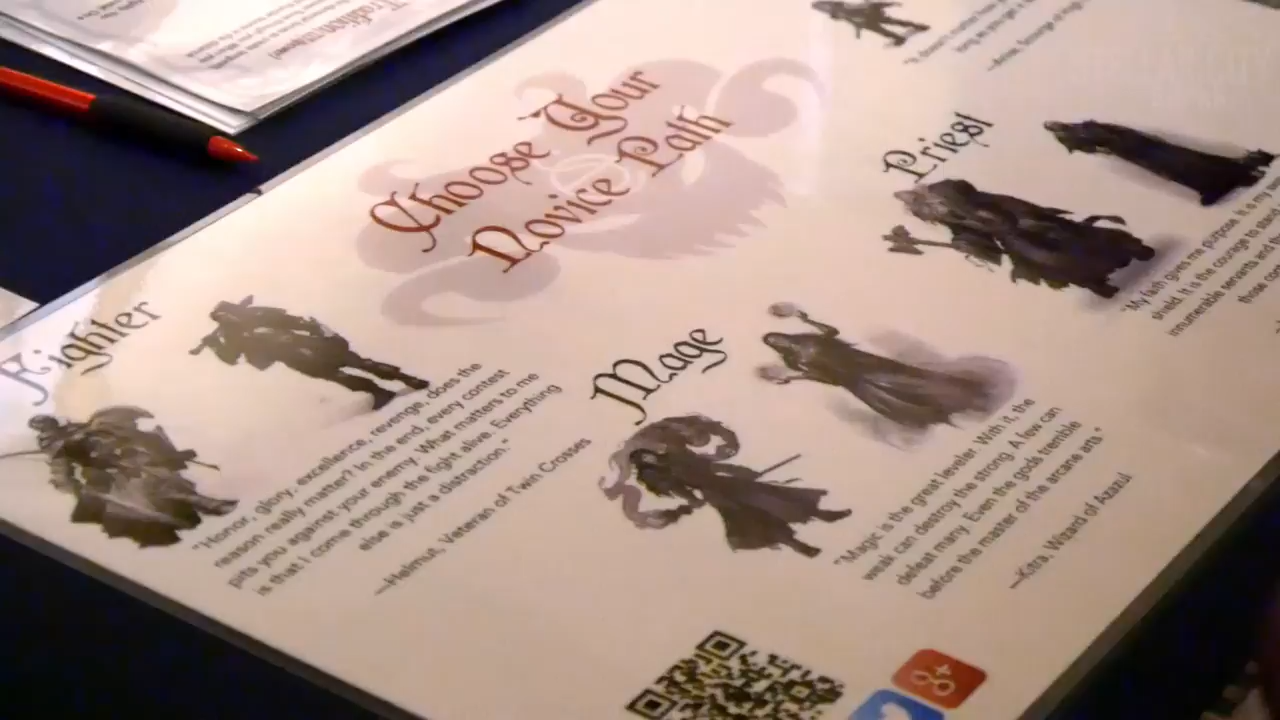 Choose Your
Novice Path
Fighter
"Honor, glory, excellence, revenge, does the
reason really matter? In the end, every contest
pits you against your enemy. What matters to me
is that I come through the fight alive. Everything
else is just a distraction."
—Helmut, Veteran of Twin Crosses
Mage
"Magic is the great leveler. With it, the
weak can destroy the strong. A few can
defeat many. Even the gods tremble
before the master of the arcane arts."
—Kitra, Wizard of Azazul
Priest
"My faith gives me purpose. It is my
shield. It is the courage to stand
innumerable servants and
those